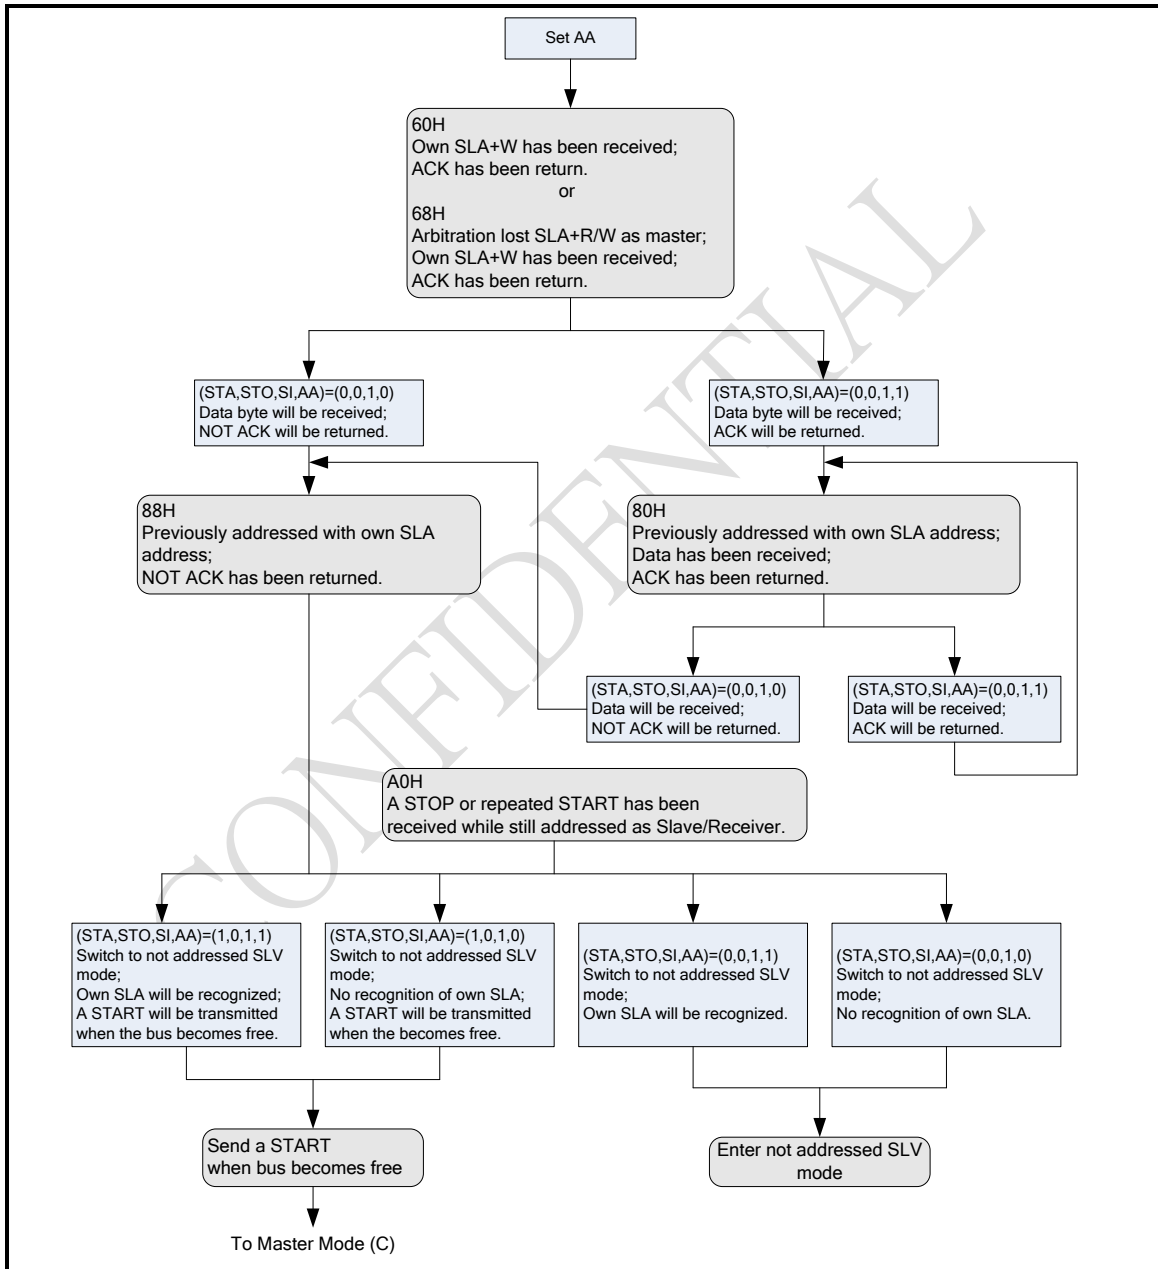 Set AA
60H
Own SLA+W has been received;
ACK has been return.
or
68H
Arbitration lost SLA+R/W as master;
Own SLA+W has been received;
ACK has been return.
(STA,STO,SI,AA)=(0,0,1,0)
Data byte will be received;
NOT ACK will be returned.
(STA,STO,SI,AA)=(0,0,1,1)
Data byte will be received;
ACK will be returned.
88H
Previously addressed with own SLA
address;
NOT ACK has been returned.
80H
Previously addressed with own SLA address;
Data has been received;
ACK has been returned.
(STA,STO,SI,AA)=(0,0,1,0)
Data will be received;
NOT ACK will be returned.
(STA,STO,SI,AA)=(0,0,1,1)
Data will be received;
ACK will be returned.
A0H
A STOP or repeated START has been
received while still addressed as Slave/Receiver.
(STA,STO,SI,AA)=(1,0,1,1)
Switch to not addressed SLV
mode;
Own SLA will be recognized;
A START will be transmitted
when the bus becomes free.
(STA,STO,SI,AA)=(1,0,1,0)
Switch to not addressed SLV
mode;
No recognition of own SLA;
A START will be transmitted
when the becomes free.
(STA,STO,SI,AA)=(0,0,1,1)
Switch to not addressed SLV
mode;
Own SLA will be recognized.
(STA,STO,SI,AA)=(0,0,1,0)
Switch to not addressed SLV
mode;
No recognition of own SLA.
Send a START
when bus becomes free
Enter not addressed SLV
mode
To Master Mode (C)
CONFIDENTIAL